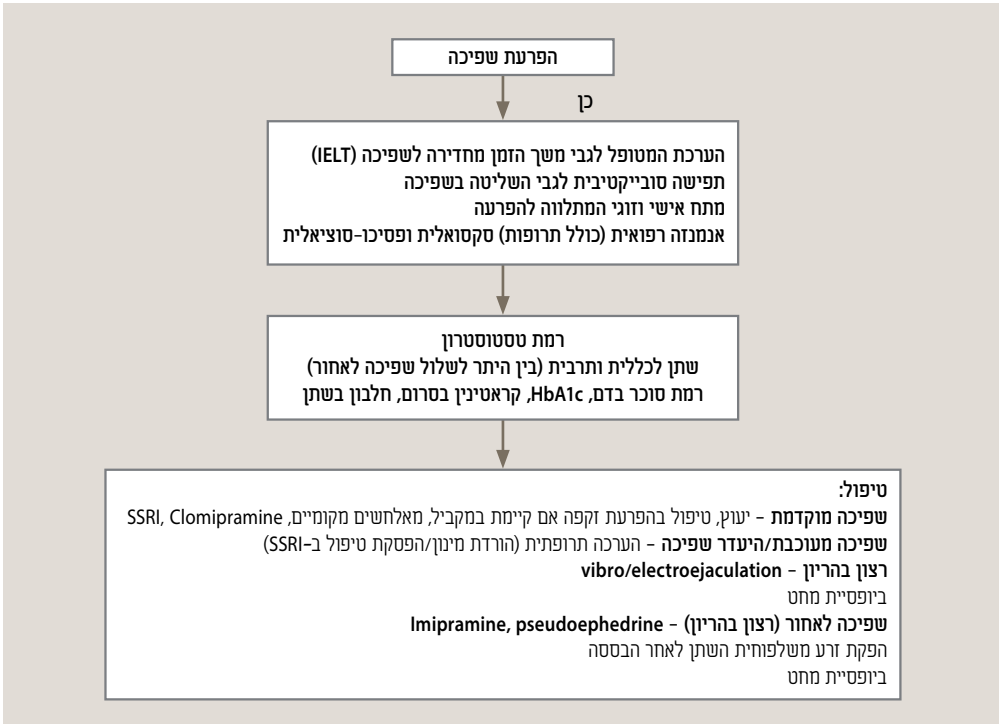 הפרעת שפיכה
כן
הערכת המטופל לגבי משך הזמן מחדירה לשפיכה (IELT)
תפישה סובייקטיבית לגבי השליטה בשפיכה
מתח אישי וזוגי המתלווה להפרעה
אנמנזה רפואית (כולל תרופות) סקסואלית ופסיכו-סוציאלית
רמת טסטוסטרון
שתן לכללית ותרבית (בין היתר לשלול שפיכה לאחור)
רמת סוכר בדם, HbA1c, קראטינין בסרום, חלבון בשתן
טיפול:
שפיכה מוקדמת - יעוץ, טיפול בהפרעת זקפה אם קיימת במקביל, מאלחשים מקומיים, SSRI, Clomipramine
שפיכה מעוכבת/היעדר שפיכה - הערכה תרופתית (הורדת מינון/הפסקת טיפול ב-SSRI)
רצון בהריון - vibro/electroejaculation
ביופסיית מחט
שפיכה לאחור (רצון בהריון) - Imipramine, pseudoephedrine
הפקת זרע משלפוחית השתן לאחר הבססה
ביופסיית מחט